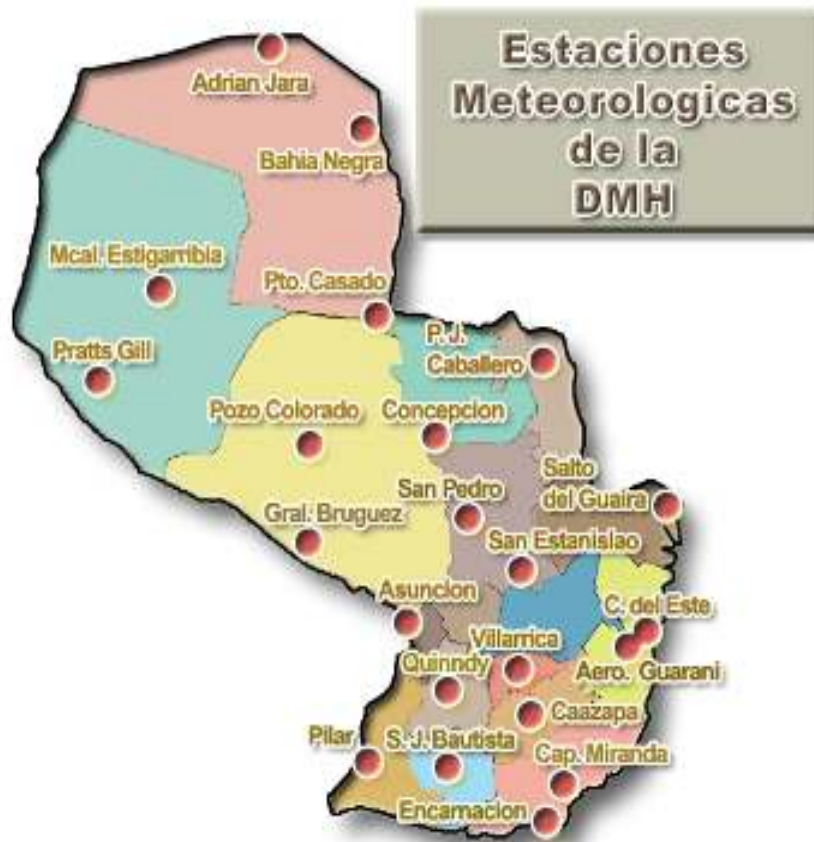 Estaciones
Meteorologicas
de la
DMH
Adrian Jara
Bahia Negra
Mcal. Estigarribia
Pto. Casado
P. J.
Caballero
Pratts Gill
Pozo Colorado
Concepcion
San Pedro
Salto
del Guaira
Gral. Bruguez
San Estanislao
Asuncion
C. del Este
Villarrica
Quinndy
Aero. Guarani
Caazapa
Pilar
S. J. Bautista
Cap. Miranda
Encarnacion